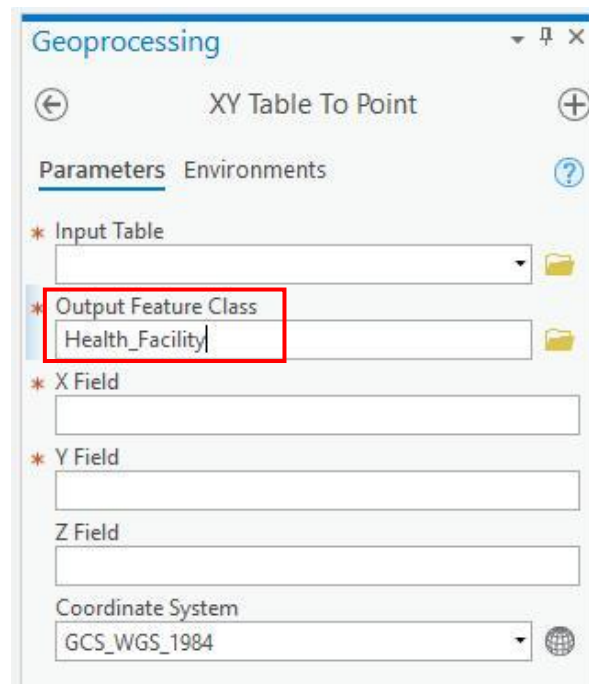 Geoprocessing
XY Table To Point
Parameters Environments
* Input Table
* Output Feature Class
Health_Facility
* X Field
* Y Field
Z Field
Coordinate System
GCS_WGS_1984